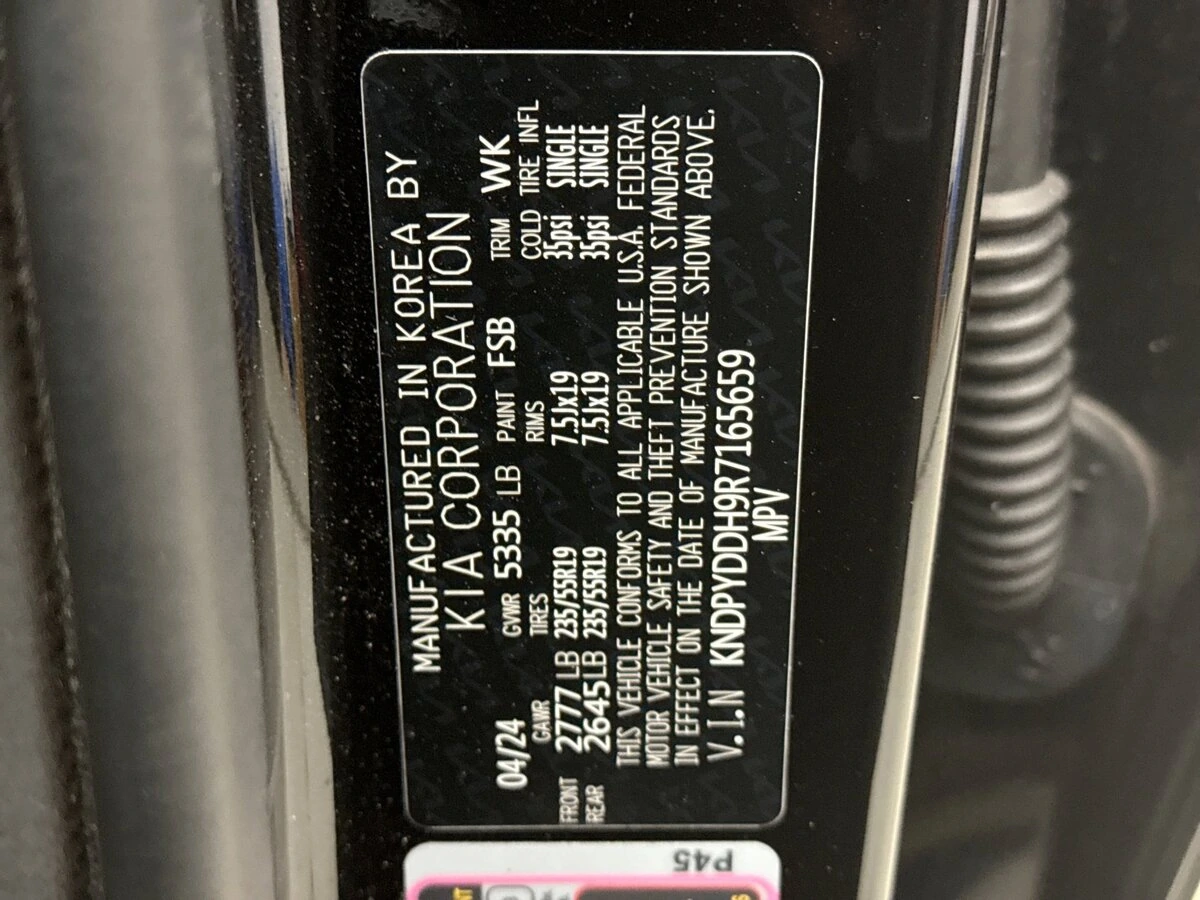 MANUFACTURED IN KOREA BY
KIA CORPORATION
04/24 GVWR 5335 LB PAINT FSB TRIM WK
GAWR TIRES RIMS COLD TIRE INFL
FRONT 2777 LB 235/55R19 7.5Jx19 35psi SINGLE
REAR 2645LB 235/55R19 7.5Jx19 35psi SINGLE
THIS VEHICLE CONFORMS TO ALL APPLICABLE U.S.A. FEDERAL
MOTOR VEHICLE SAFETY AND THEFT PREVENTION STANDARDS
IN EFFECT ON THE DATE OF MANUFACTURE SHOWN ABOVE.
V.I.N KNDPYDDH9R7165659
MPV
P45